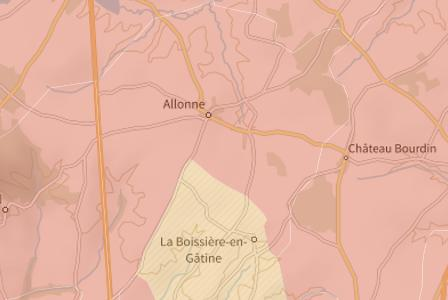 Allonne
Château Bourdin
La Boissière-en-
Gâtine